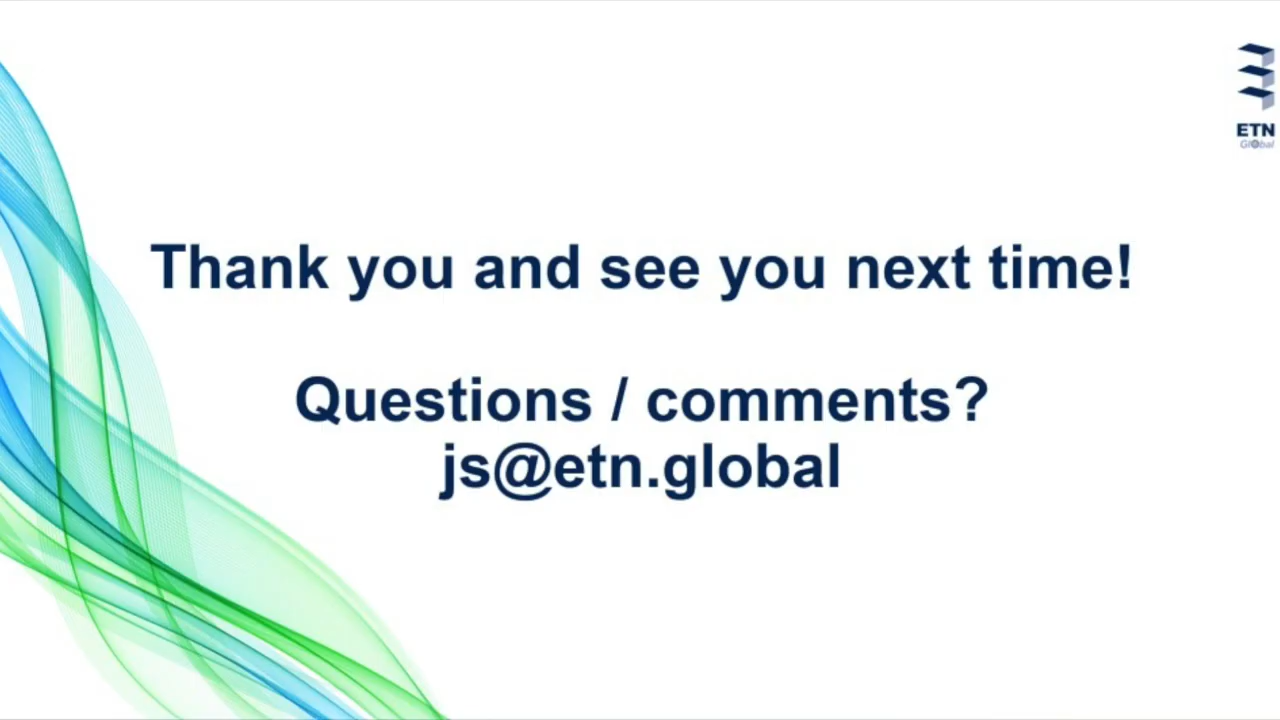 ETN
Global
Thank you and see you next time!
Questions / comments?
js@etn.global